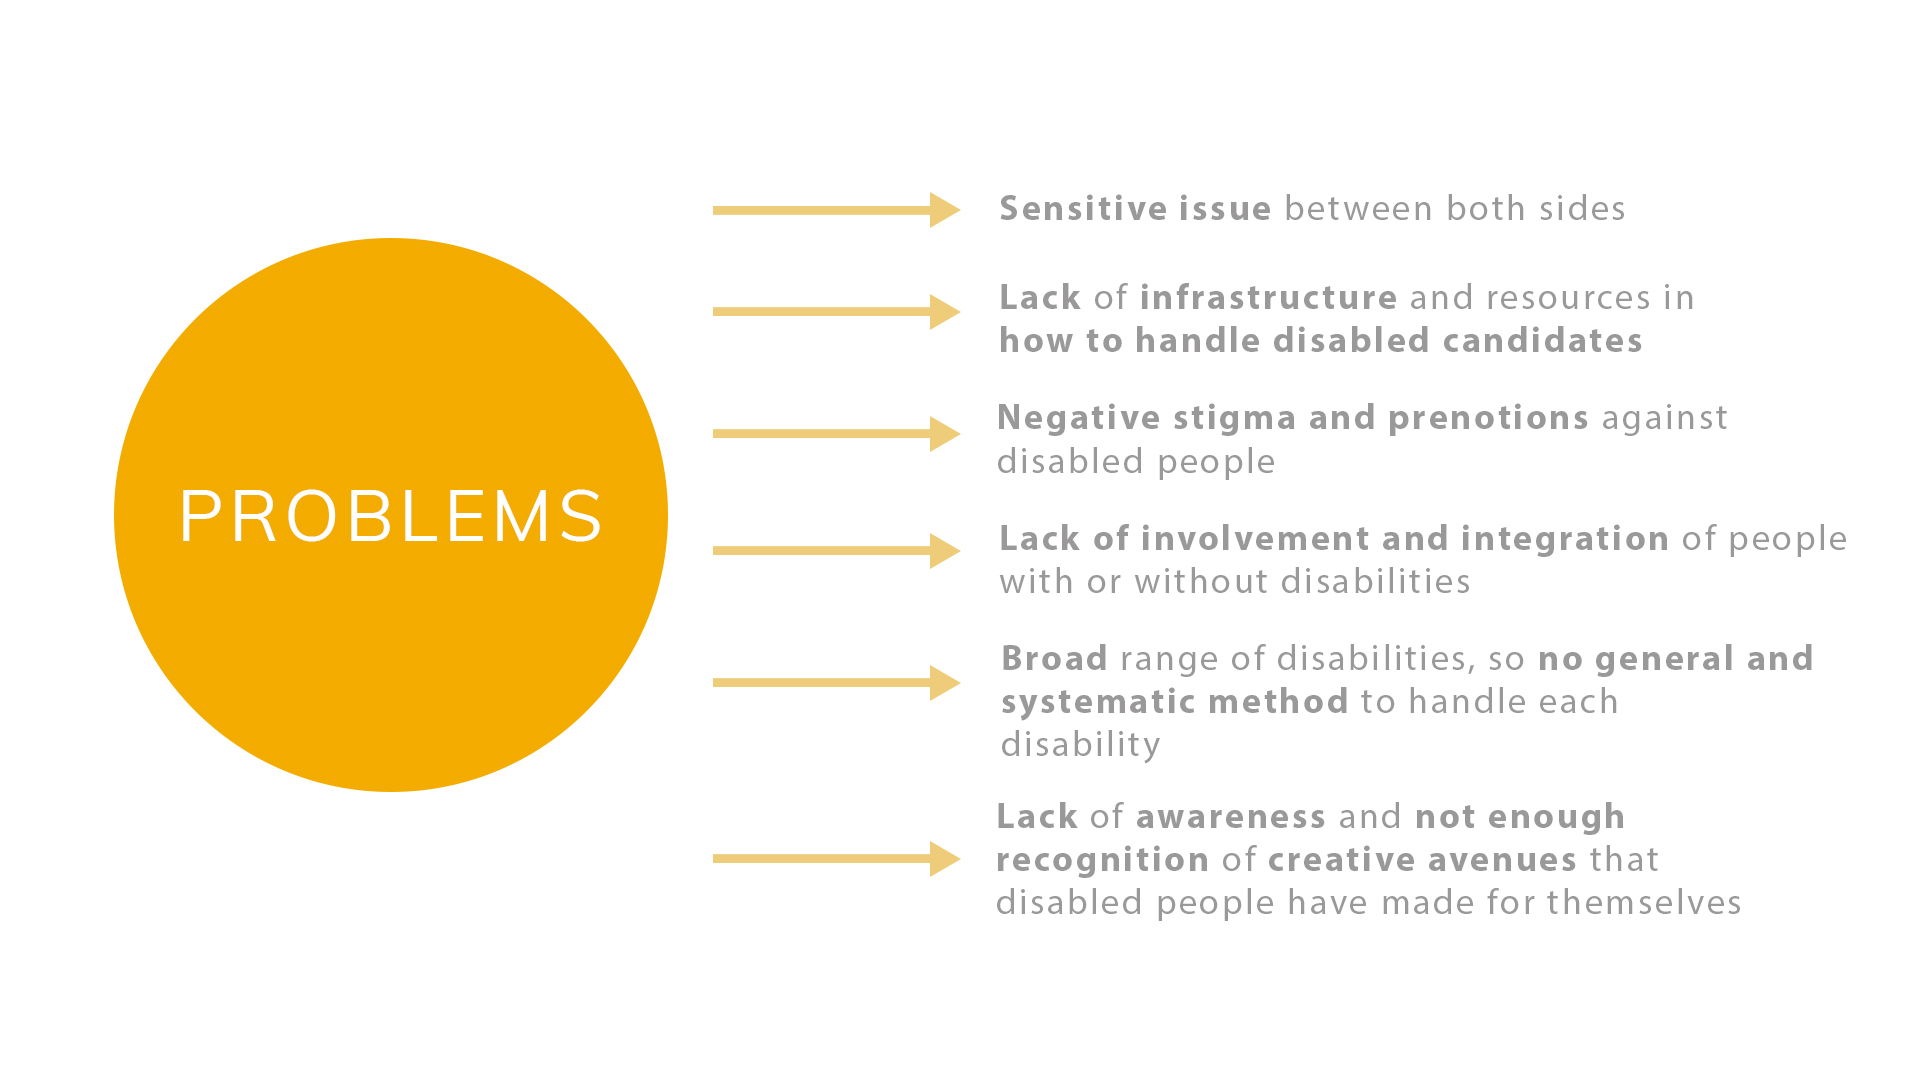 PROBLEMS
Sensitive issue between both sides
Lack of infrastructure and resources in
how to handle disabled candidates
Negative stigma and prenotions against
disabled people
Lack of involvement and integration of people
with or without disabilities
Broad range of disabilities, so no general and
systematic method to handle each
disability
Lack of awareness and not enough
recognition of creative avenues that
disabled people have made for themselves